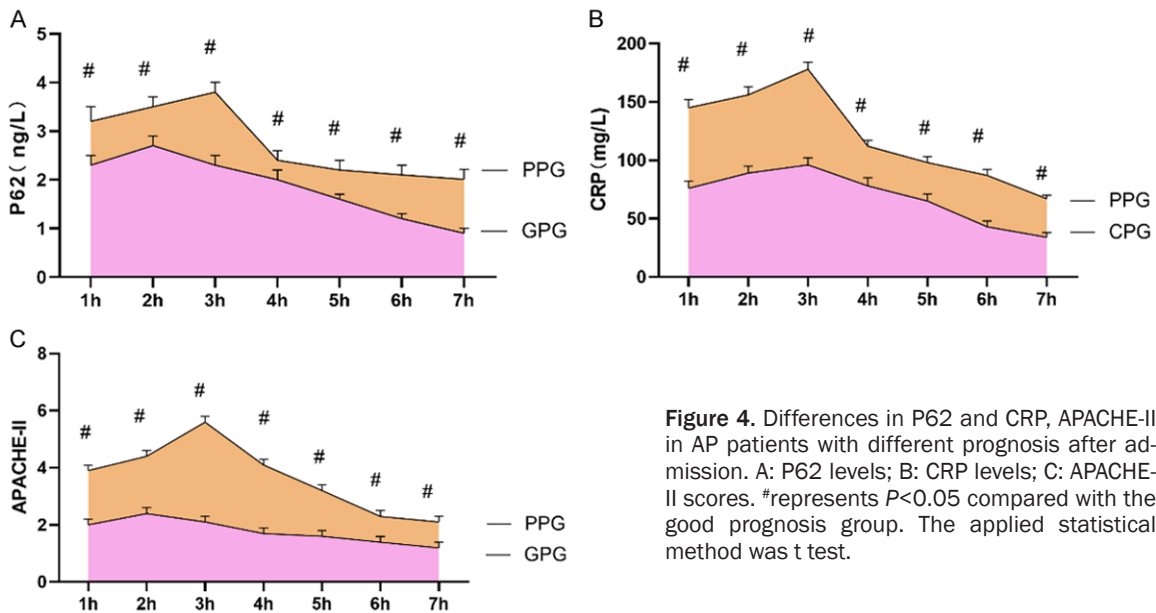 A
P62( ng/L)
5
4
3
2
1
0
# # # # # # #
1h 2h 3h 4h 5h 6h 7h
PPG
GPG
B
CRP(mg/L)
200
150
100
50
0
# # # # # # #
1h 2h 3h 4h 5h 6h 7h
PPG
CPG
C
APACHE-II
8
6
4
2
0
# # # # # # #
1h 2h 3h 4h 5h 6h 7h
PPG
GPG
Figure 4. Differences in P62 and CRP, APACHE-II
in AP patients with different prognosis after ad-
mission. A: P62 levels; B: CRP levels; C: APACHE-
II scores. #represents P<0.05 compared with the
good prognosis group. The applied statistical
method was t test.